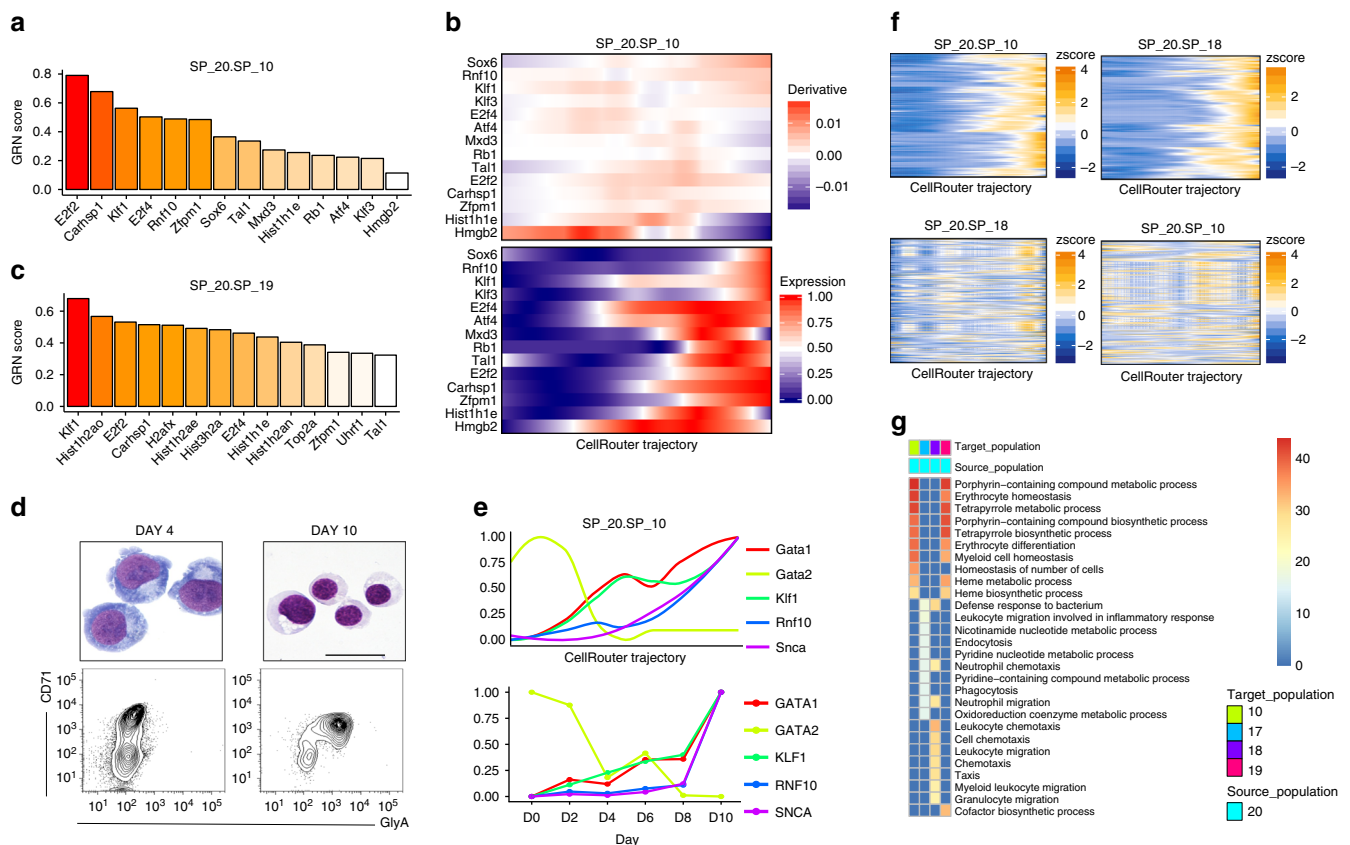 a
SP_20.SP_10
GRN score
0.8
0.6
0.4
0.2
0.0
E2f2
Carhsp1
Klf1
E2f4
Rnf10
Zfpm1
Sox6
Tal1
Mxd3
Hist1h1e
Rb1
Atf4
Klf3
Hmgb2
b
SP_20.SP_10
Sox6
Rnf10
Klf1
Klf3
E2f4
Atf4
Mxd3
Rb1
Tal1
E2f2
Carhsp1
Zfpm1
Hist1h1e
Hmgb2
Derivative
0.01
0.00
−0.01
Sox6
Rnf10
Klf1
Klf3
E2f4
Atf4
Mxd3
Rb1
Tal1
E2f2
Carhsp1
Zfpm1
Hist1h1e
Hmgb2
Expression
1.00
0.75
0.50
0.25
0.00
CellRouter trajectory
c
SP_20.SP_19
GRN score
0.6
0.4
0.2
0.0
Klf1
Hist1h2ao
E2f2
Carhsp1
H2afx
Hist1h2ae
Hist3h2a
E2f4
Hist1h1e
Hist1h2an
Top2a
Zfpm1
Uhrf1
Tal1
d
DAY 4
DAY 10
CD71
10⁵
10⁴
10³
10²
10¹
10¹ 10² 10³ 10⁴ 10⁵
10⁵
10⁴
10³
10²
10¹
10¹ 10² 10³ 10⁴ 10⁵
GlyA
e
SP_20.SP_10
1.00
0.75
0.50
0.25
0.00
CellRouter trajectory
Gata1
Gata2
Klf1
Rnf10
Snca
1.00
0.75
0.50
0.25
0.00
D0 D2 D4 D6 D8 D10
Day
GATA1
GATA2
KLF1
RNF10
SNCA
f
SP_20.SP_10
zscore
4
2
0
−2
CellRouter trajectory
SP_20.SP_18
zscore
2
0
−2
CellRouter trajectory
SP_20.SP_18
zscore
4
2
0
−2
CellRouter trajectory
SP_20.SP_10
zscore
4
2
0
−2
CellRouter trajectory
g
Target_population
Source_population
Porphyrin−containing compound metabolic process
Erythrocyte homeostasis
Tetrapyrrole metabolic process
Porphyrin−containing compound biosynthetic process
Tetrapyrrole biosynthetic process
Erythrocyte differentiation
Myeloid cell homeostasis
Homeostasis of number of cells
Heme metabolic process
Heme biosynthetic process
Defense response to bacterium
Leukocyte migration involved in inflammatory response
Nicotinamide nucleotide metabolic process
Endocytosis
Pyridine nucleotide metabolic process
Neutrophil chemotaxis
Pyridine−containing compound metabolic process
Phagocytosis
Neutrophil migration
Oxidoreduction coenzyme metabolic process
Leukocyte chemotaxis
Cell chemotaxis
Leukocyte migration
Chemotaxis
Taxis
Myeloid leukocyte migration
Granulocyte migration
Cofactor biosynthetic process
40
30
20
10
0
Target_population
10
17
18
19
Source_population
20